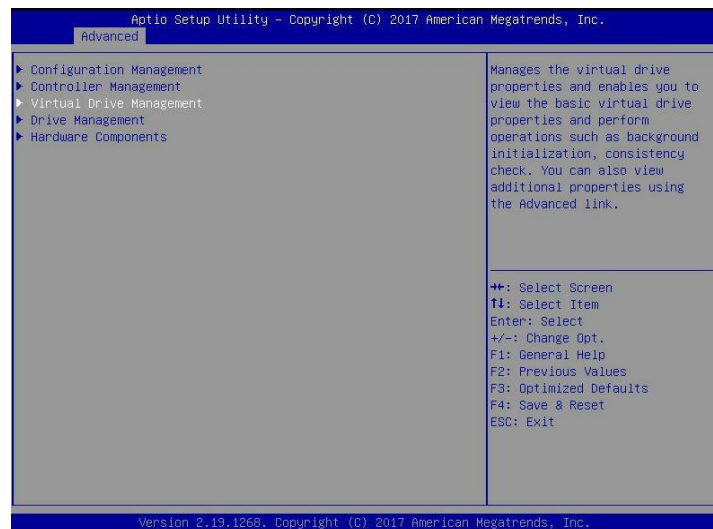 Aptio Setup Utility – Copyright (C) 2017 American Megatrends, Inc.
Advanced
Configuration Management
Controller Management
Virtual Drive Management
Drive Management
Hardware Components
Manages the virtual drive
properties and enables you to
view the basic virtual drive
properties and perform
operations such as background
initialization, consistency
check. You can also view
additional properties using
the Advanced link.
→←: Select Screen
↑↓: Select Item
Enter: Select
+/-: Change Opt.
F1: General Help
F2: Previous Values
F3: Optimized Defaults
F4: Save & Reset
ESC: Exit
Version 2.19.1268. Copyright (C) 2017 American Megatrends, Inc.